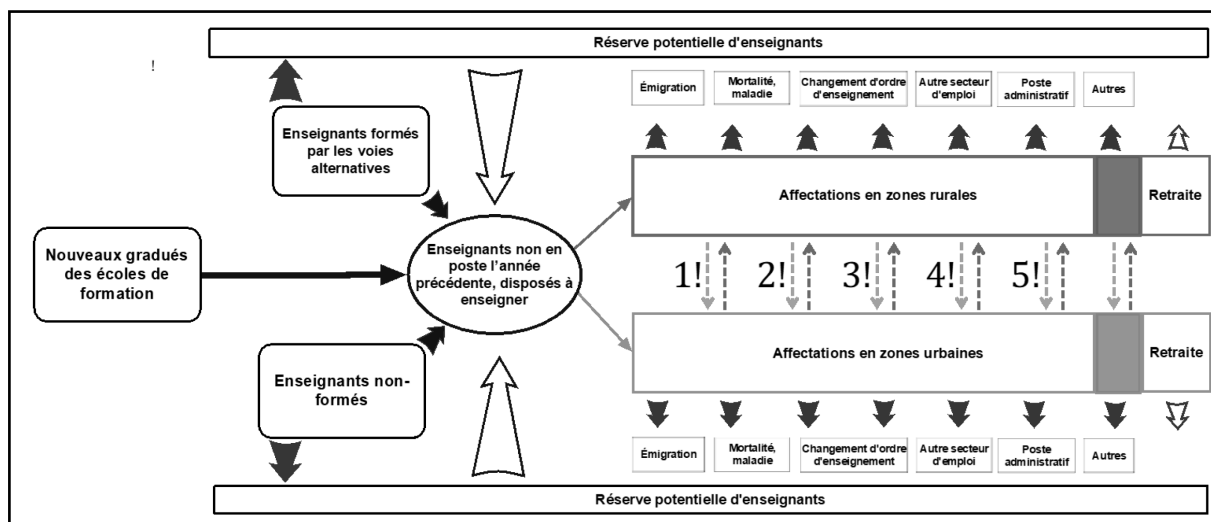 Réserve potentielle d'enseignants
!
Émigration
Mortalité,
maladie
Changement d'ordre
d'enseignement
Autre secteur
d'emploi
Poste
administratif
Autres
Enseignants formés
par les voies
alternatives
Affectations en zones rurales
Retraite
Nouveaux gradués
des écoles de
formation
Enseignants non en
poste l'année
précédente, disposés à
enseigner
1!
2!
3!
4!
5!
Enseignants non-
formés
Affectations en zones urbaines
Retraite
Émigration
Mortalité,
maladie
Changement d'ordre
d'enseignement
Autre secteur
d'emploi
Poste
administratif
Autres
Réserve potentielle d'enseignants